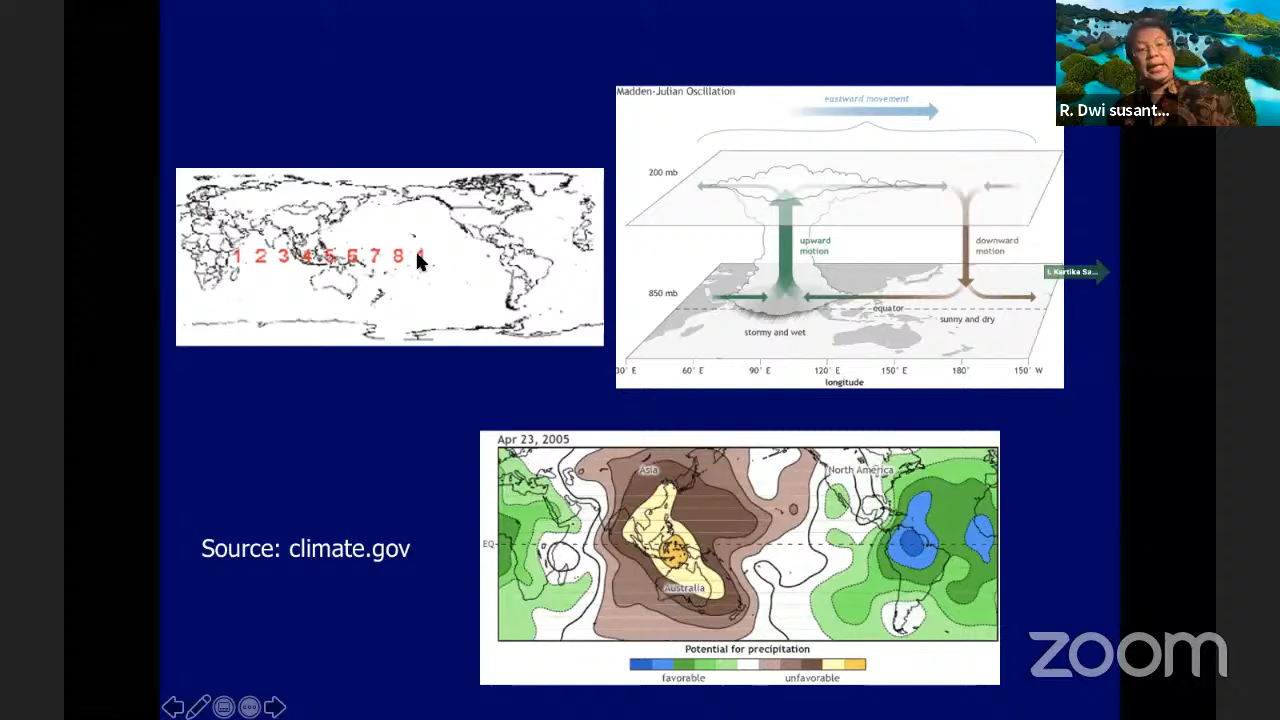 R. Dwi susant...
Madden-Julian Oscillation
eastward movement
200 mb
upward
motion
downward
motion
850 mb
equator
stormy and wet
sunny and dry
60° E 90° E 120° E 150° E 180° 150° W
longitude
I. Kartika Sa...
1 2 3 4 5 6 7 8
Apr 23, 2005
Asia
North America
EQ
Australia
Potential for precipitation
favorable unfavorable
Source: climate.gov
zoom